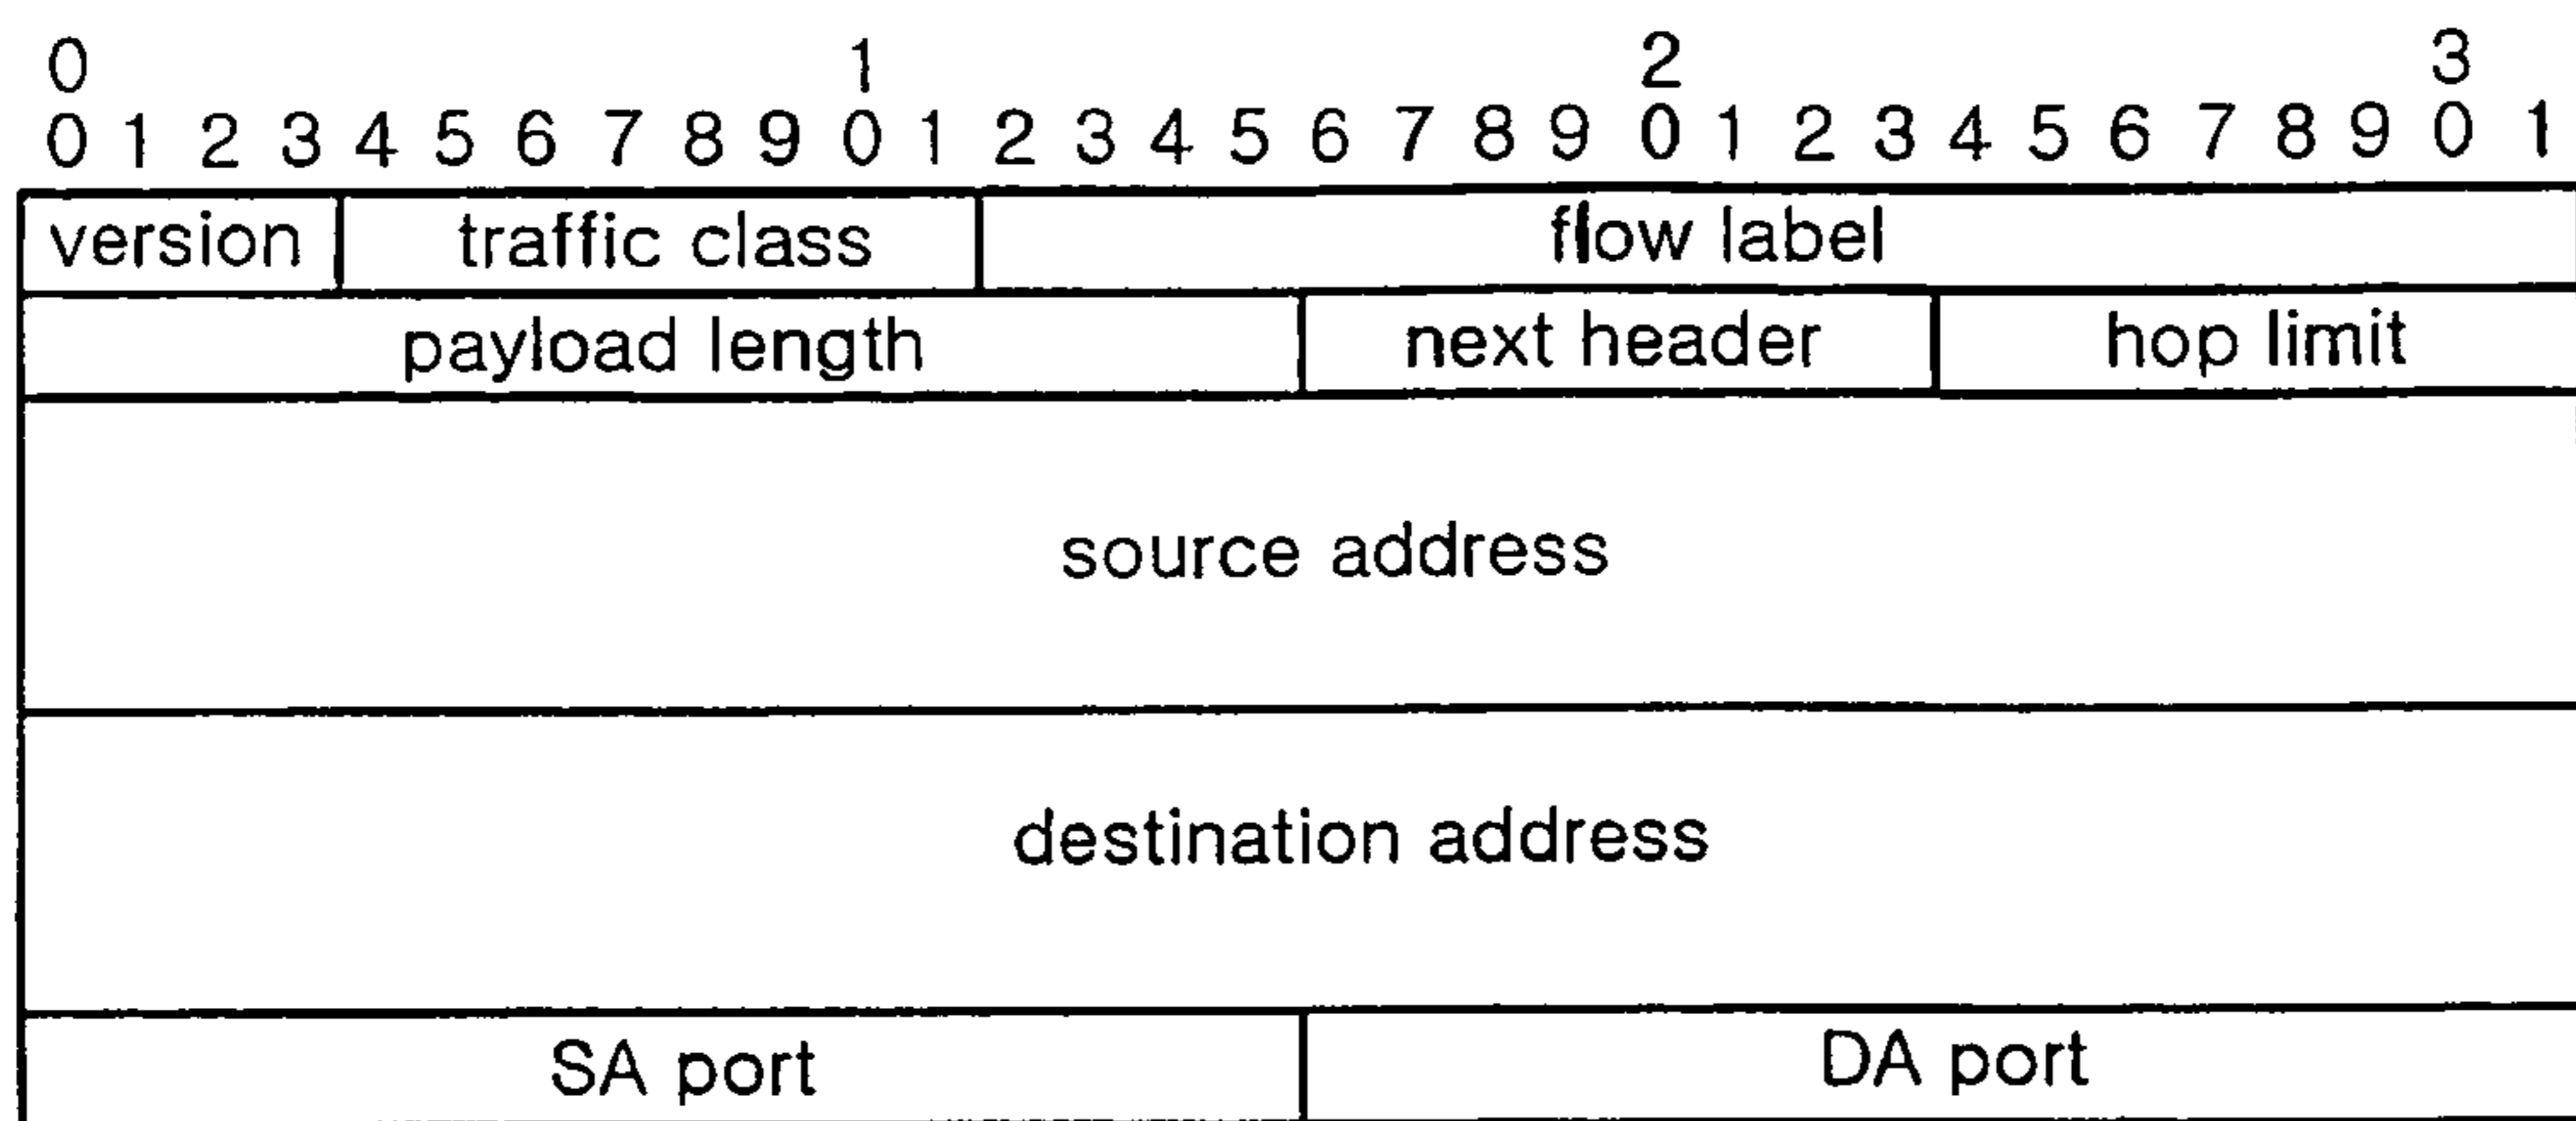 0 1 2 3
0 1 2 3 4 5 6 7 8 9 0 1 2 3 4 5 6 7 8 9 0 1 2 3 4 5 6 7 8 9 0 1
version traffic class flow label
payload length next header hop limit
source address
destination address
SA port DA port